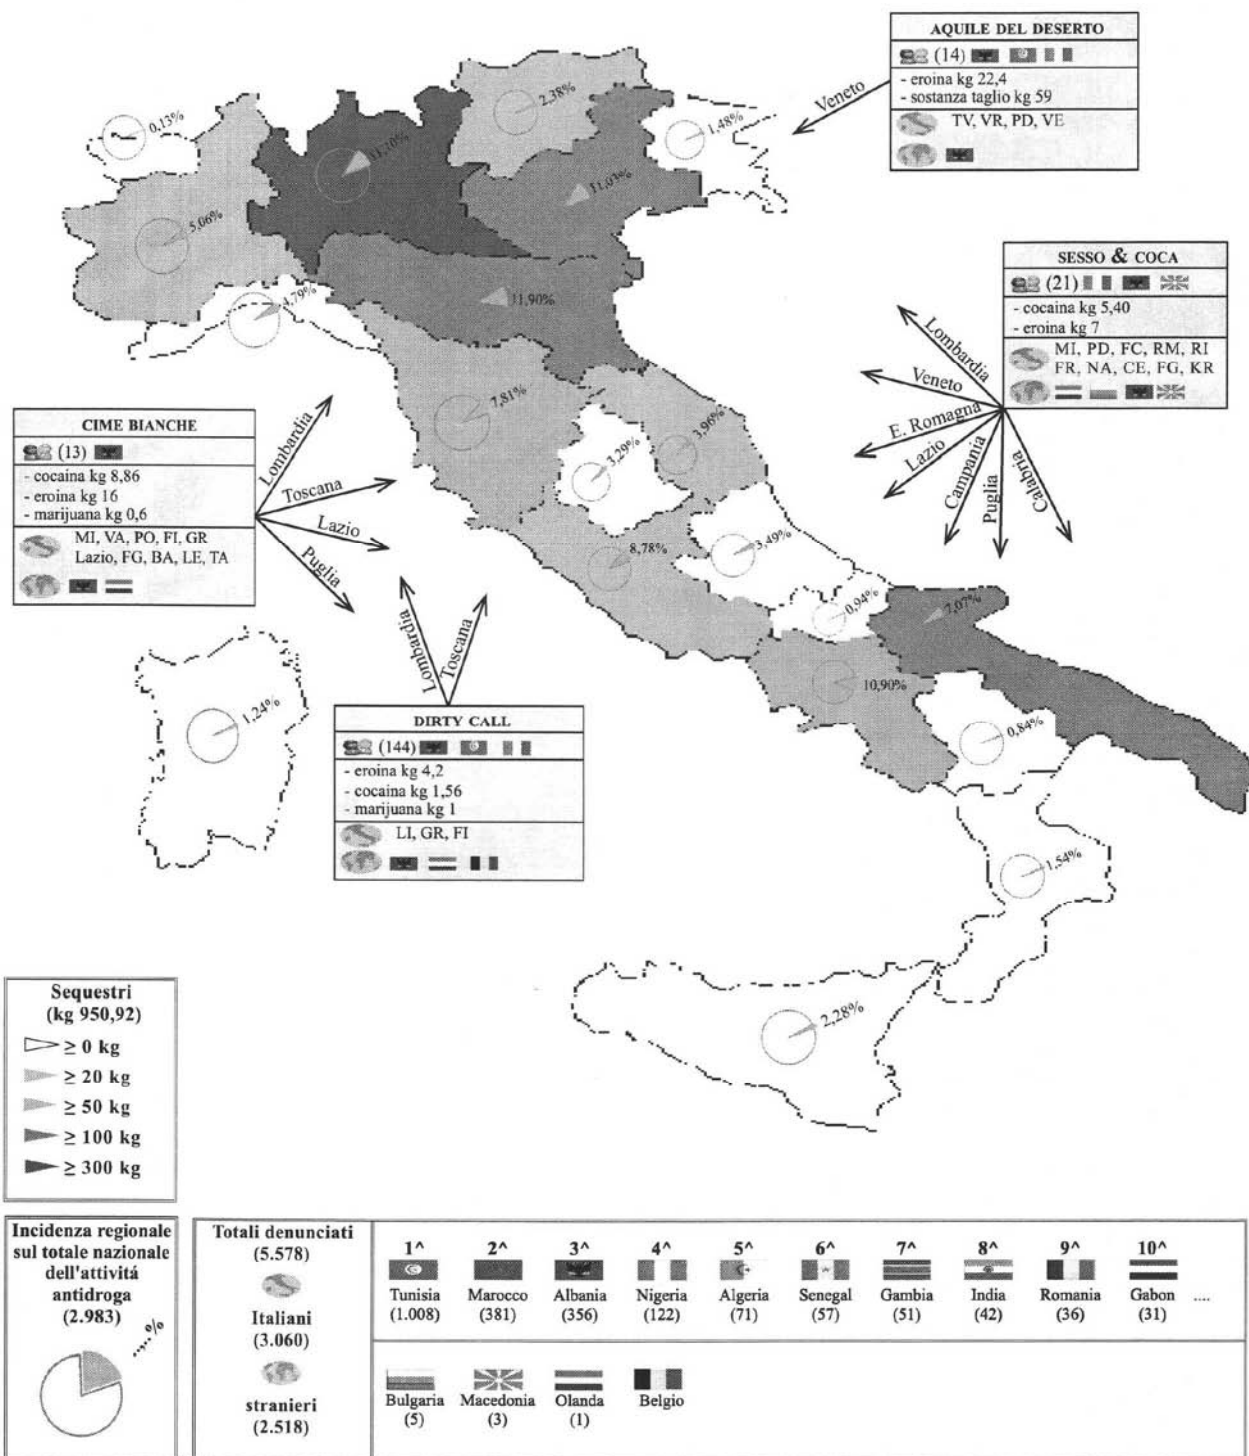 AQUILE DEL DESERTO
(14)
- eroina kg 22,4
- sostanza taglio kg 59
TV, VR, PD, VE
Veneto
2,38%
0,13%
1,48%
11,03%
5,06%
11,90%
4,79%
SESSO & COCA
(21)
- cocaina kg 5,40
- eroina kg 7
MI, PD, FC, RM, RI
FR, NA, CE, FG, KR
Lombardia
Veneto
E. Romagna
Lazio
Campania
Puglia
Calabria
7,81%
3,96%
3,29%
CIME BIANCHE
(13)
- cocaina kg 8,86
- eroina kg 16
- marijuana kg 0,6
MI, VA, PO, FI, GR
Lazio, FG, BA, LE, TA
Lombardia
Toscana
Lazio
Puglia
8,78%
3,49%
0,94%
7,07%
10,90%
0,84%
1,24%
Lombardia
Toscana
DIRTY CALL
(144)
- eroina kg 4,2
- cocaina kg 1,56
- marijuana kg 1
LI, GR, FI
1,54%
2,28%
Sequestri
(kg 950,92)
≥ 0 kg
≥ 20 kg
≥ 50 kg
≥ 100 kg
≥ 300 kg
Incidenza regionale
sul totale nazionale
dell'attivitá
antidroga
(2.983)
....%
Totali denunciati
(5.578)
Italiani
(3.060)
stranieri
(2.518)
1^ 2^ 3^ 4^ 5^ 6^ 7^ 8^ 9^ 10^
Tunisia Marocco Albania Nigeria Algeria Senegal Gambia India Romania Gabon ....
(1.008) (381) (356) (122) (71) (57) (51) (42) (36) (31)
Bulgaria Macedonia Olanda Belgio
(5) (3) (1)